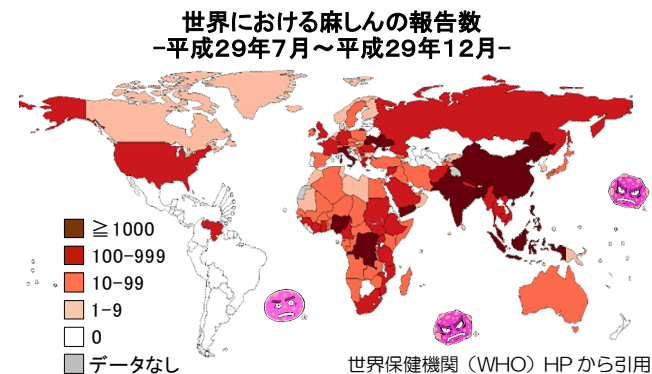 世界における麻しんの報告数
-平成29年7月～平成29年12月-
≧1000
100-999
10-99
1-9
0
データなし
世界保健機関（WHO）HPから引用